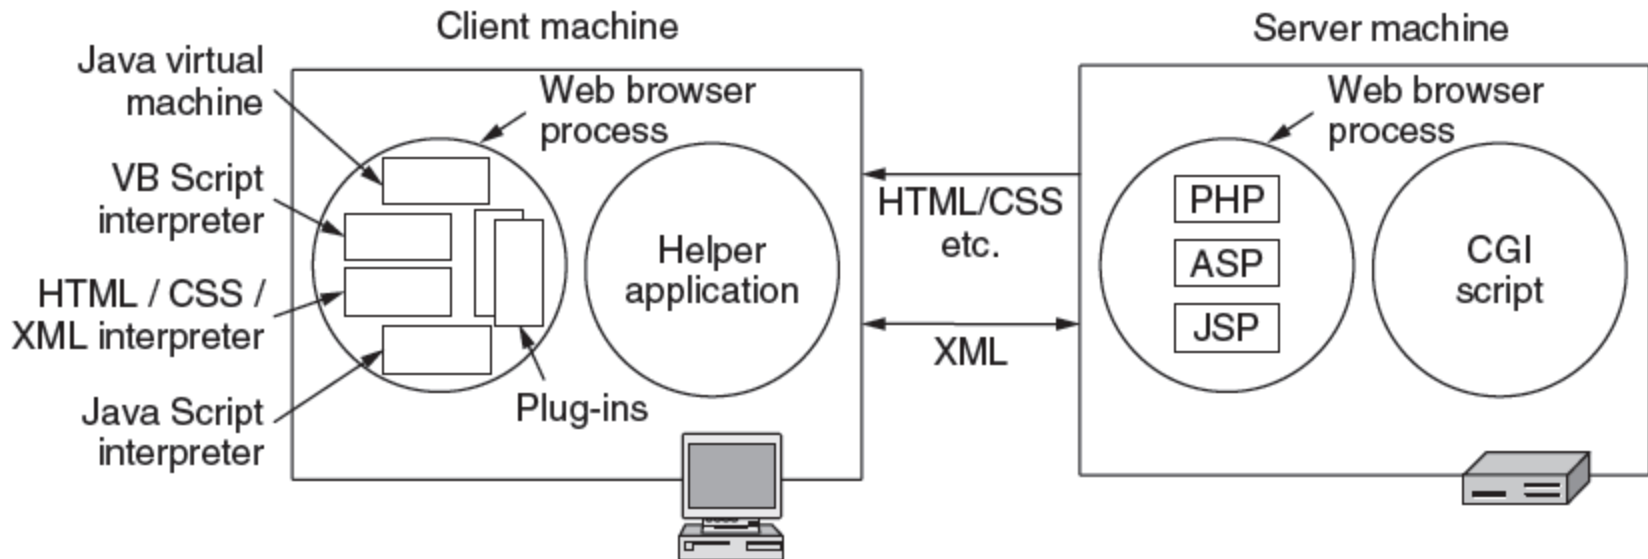 Client machine
Server machine
Java virtual
machine
Web browser
process
VB Script
interpreter
HTML / CSS /
XML interpreter
Java Script
interpreter
Plug-ins
Helper
application
HTML/CSS
etc.
XML
Web browser
process
PHP
ASP
JSP
CGI
script